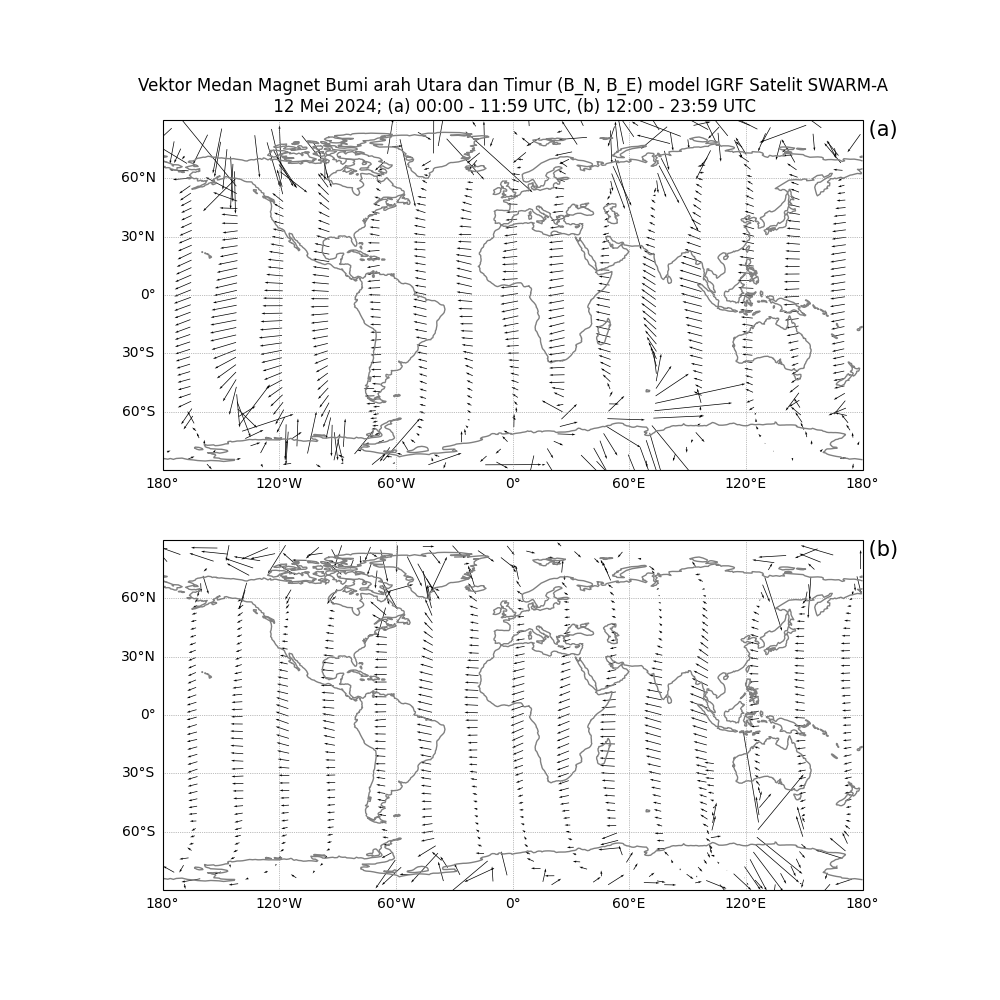 Vektor Medan Magnet Bumi arah Utara dan Timur (B_N, B_E) model IGRF Satelit SWARM-A
12 Mei 2024; (a) 00:00 - 11:59 UTC, (b) 12:00 - 23:59 UTC
(a)
60°N
30°N
0°
30°S
60°S
180° 120°W 60°W 0° 60°E 120°E 180°
(b)
60°N
30°N
0°
30°S
60°S
180° 120°W 60°W 0° 60°E 120°E 180°